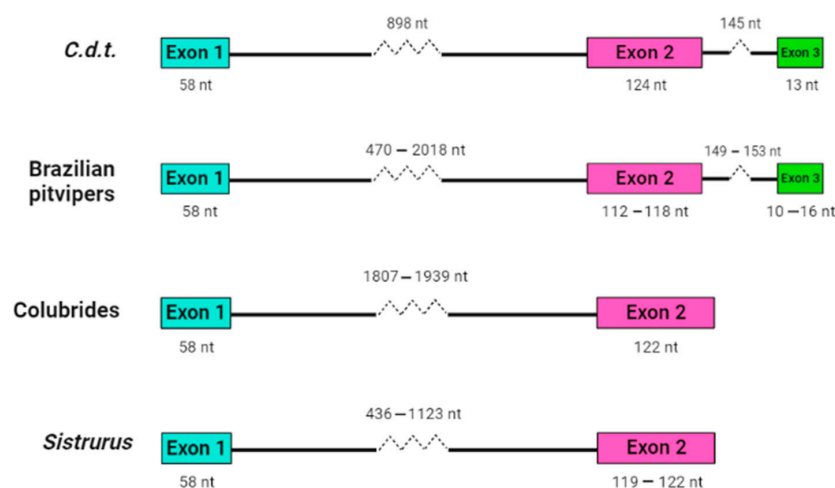 898 nt 145 nt
C.d.t. Exon 1 Exon 2 Exon 3
58 nt 124 nt 13 nt
470 – 2018 nt 149 – 153 nt
Brazilian
pitvipers
Exon 1 Exon 2 Exon 3
58 nt 112 –118 nt 10 –16 nt
1807 – 1939 nt
Colubrides Exon 1 Exon 2
58 nt 122 nt
436 –1123 nt
Sistrurus Exon 1 Exon 2
58 nt 119 – 122 nt